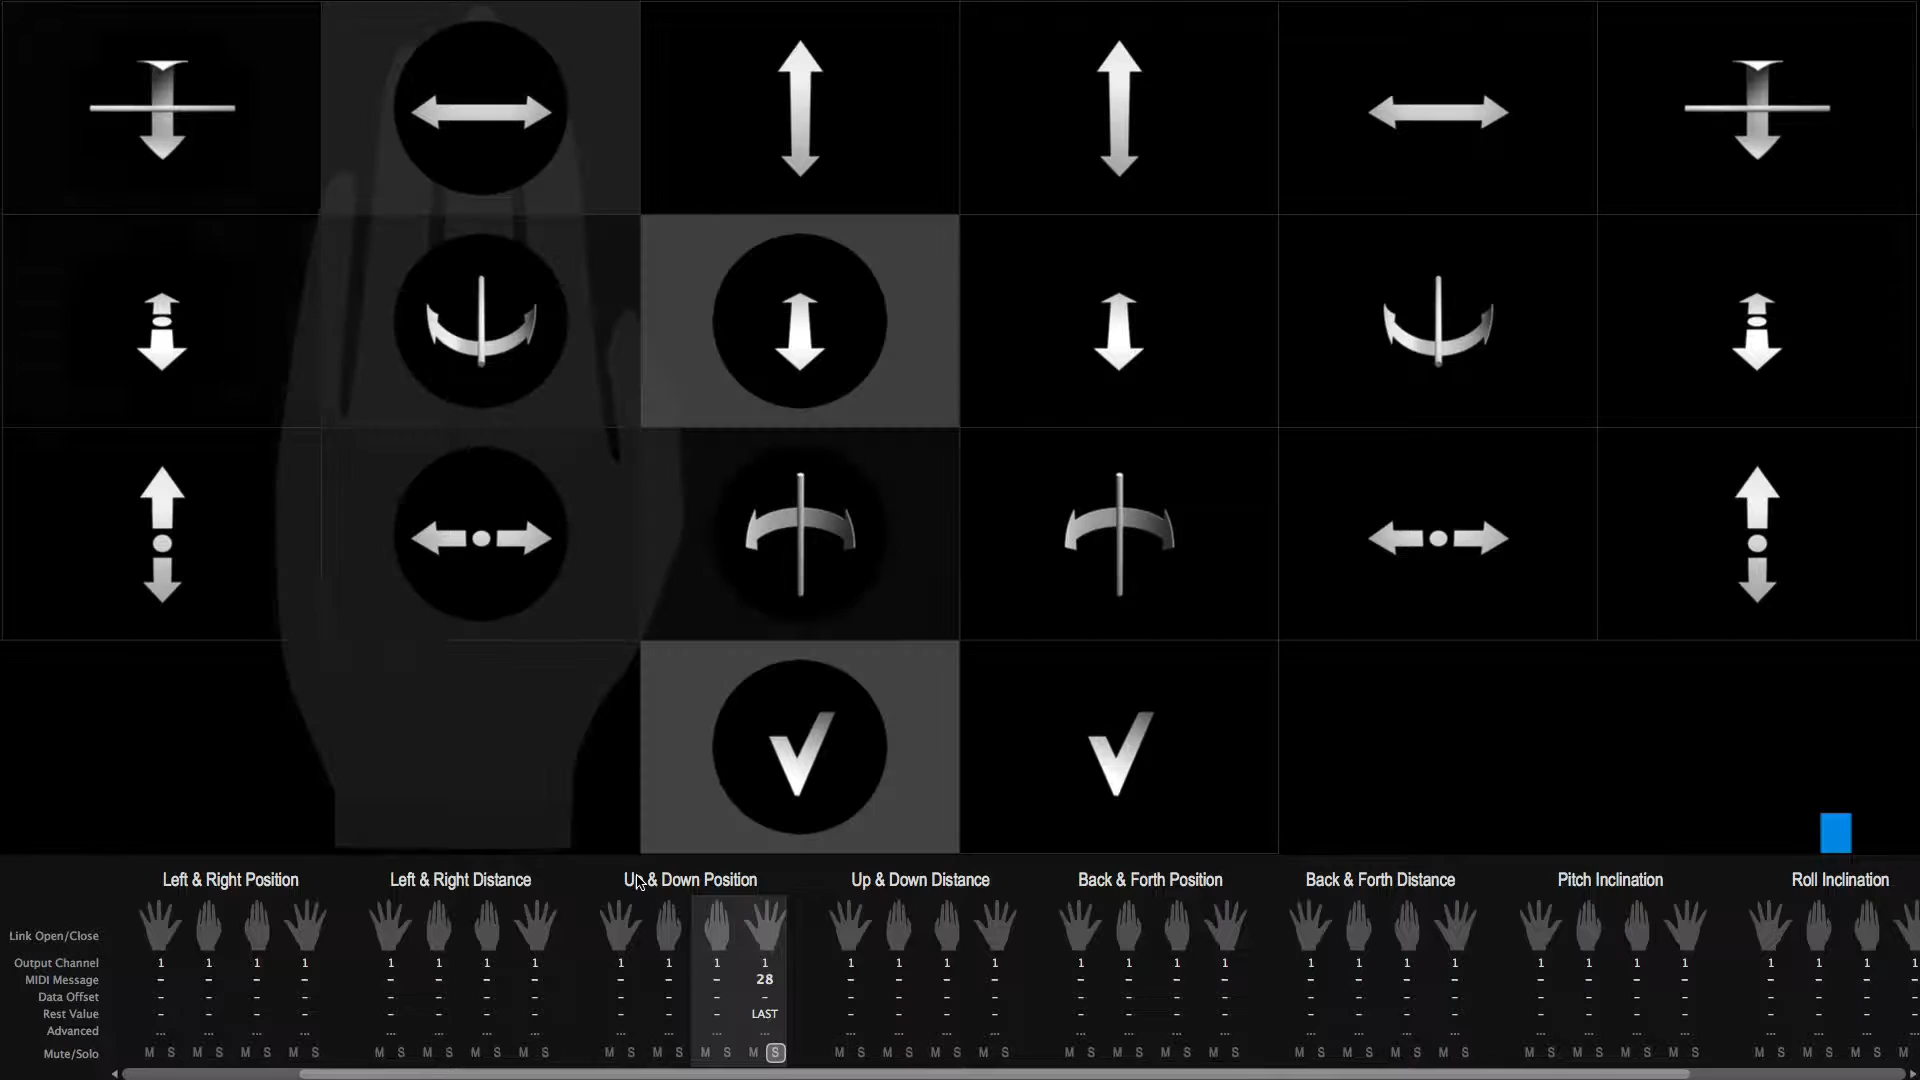 Left & Right Position Left & Right Distance Up & Down Position Up & Down Distance Back & Forth Position Back & Forth Distance Pitch Inclination Roll Inclination
Link Open/Close
Output Channel 1 1 1 1 1 1 1 1 1 1 1 1 1 1 1 1 1 1 1 1 1 1 1 1 1 1 1 1 1 1 1 1
MIDI Message - - - - - - - - - - - 28 - - - - - - - - - - - - - - - - - - - -
Data Offset - - - - - - - - - - - - - - - - - - - - - - - - - - - - - - - -
Rest Value - - - - - - - - - - - LAST - - - - - - - - - - - - - - - - - - - -
Advanced ... ... ... ... ... ... ... ... ... ... ... ... ... ... ... ... ... ... ... ... ... ... ... ... ... ... ... ... ... ... ... ...
Mute/Solo M S M S M S M S M S M S M S M S M S M S M S M S M S M S M S M S M S M S M S M S M S M S M S M S M S M S M S M S M S M S M S M